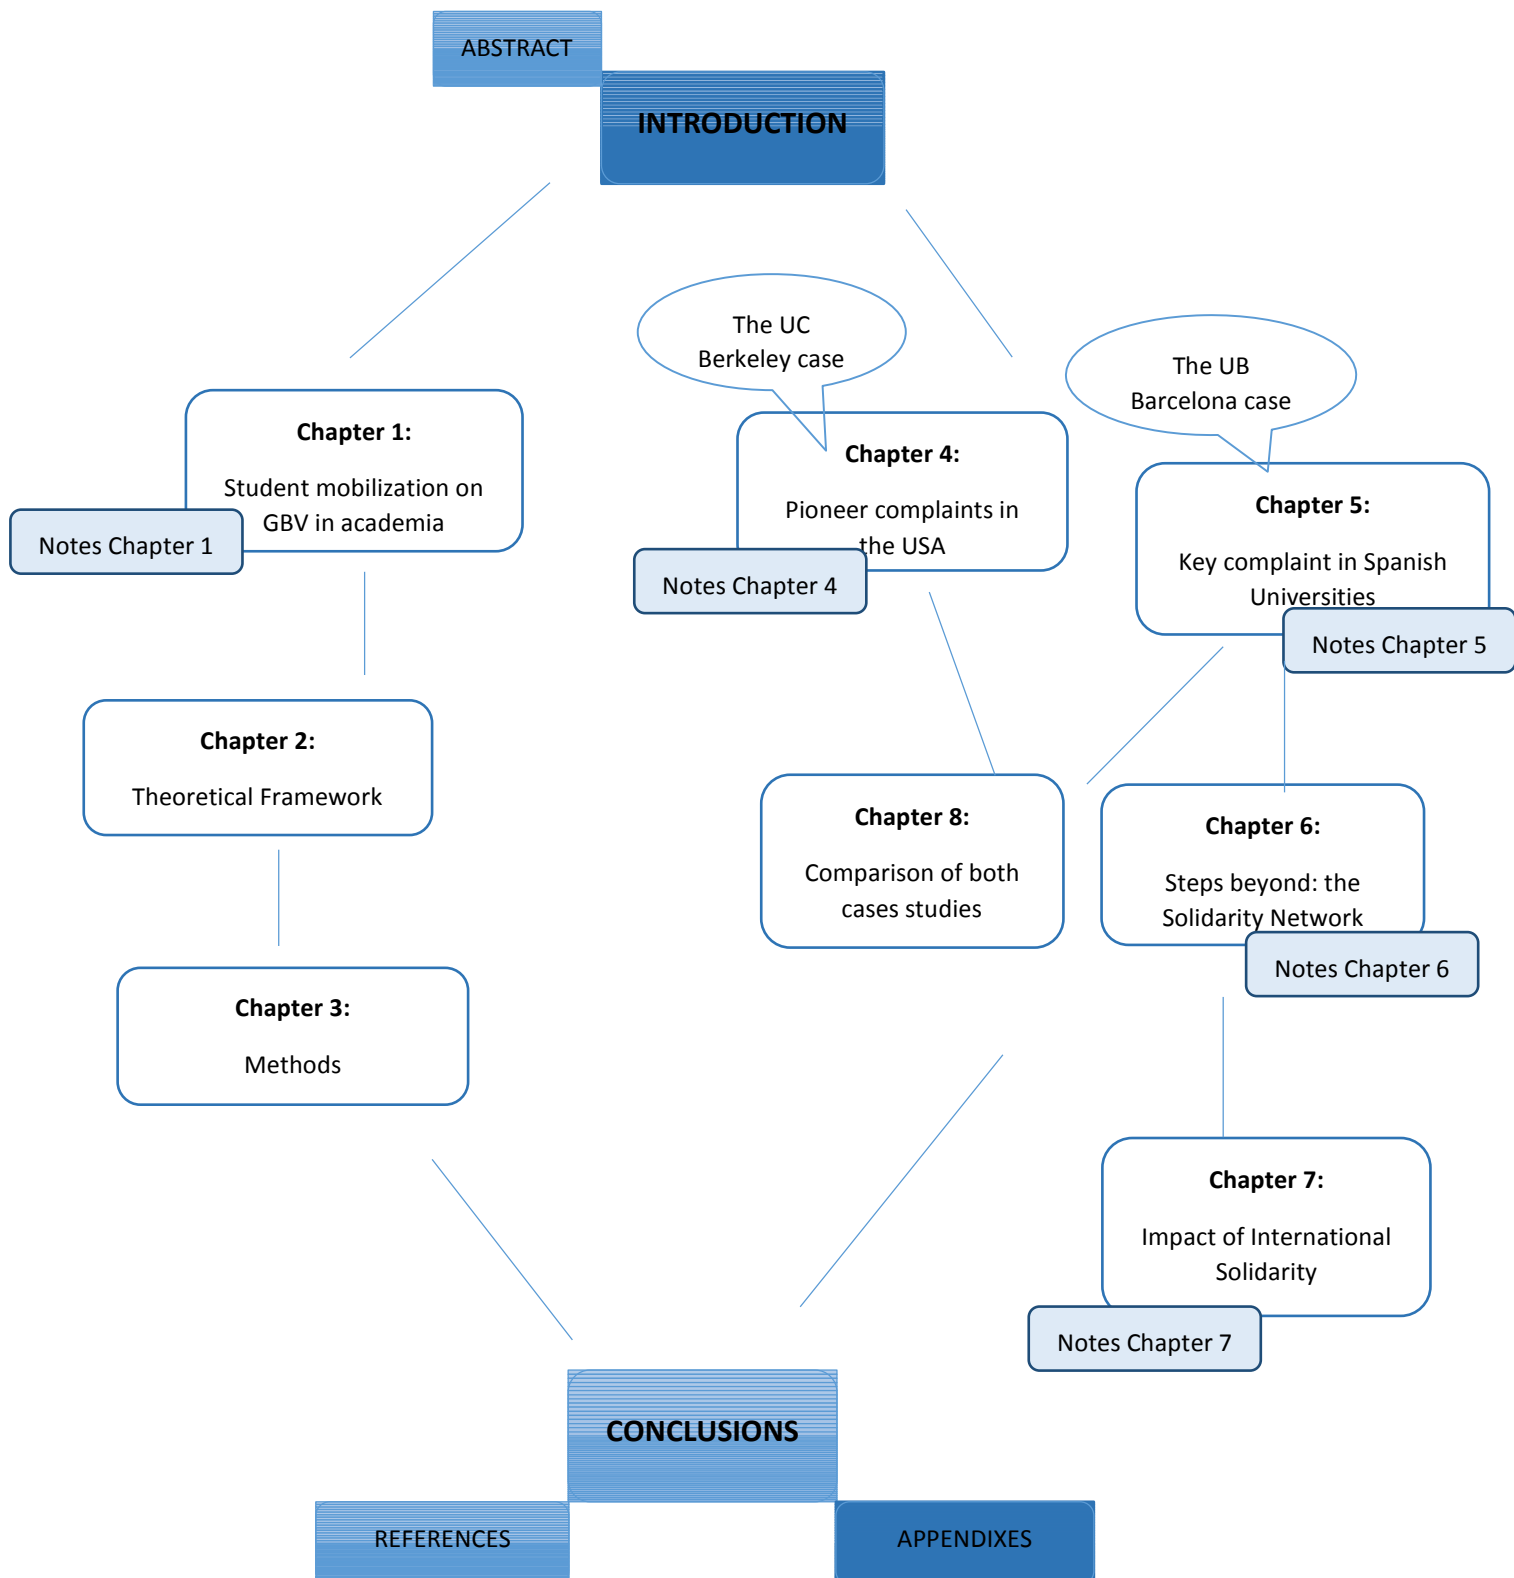 ABSTRACT
INTRODUCTION
The UC
Berkeley case
The UB
Barcelona case
Chapter 1:
Student mobilization on
GBV in academia
Notes Chapter 1
Chapter 4:
Pioneer complaints in
the USA
Notes Chapter 4
Chapter 5:
Key complaint in Spanish
Universities
Notes Chapter 5
Chapter 2:
Theoretical Framework
Chapter 8:
Comparison of both
cases studies
Chapter 6:
Steps beyond: the
Solidarity Network
Notes Chapter 6
Chapter 3:
Methods
Chapter 7:
Impact of International
Solidarity
Notes Chapter 7
CONCLUSIONS
REFERENCES
APPENDIXES